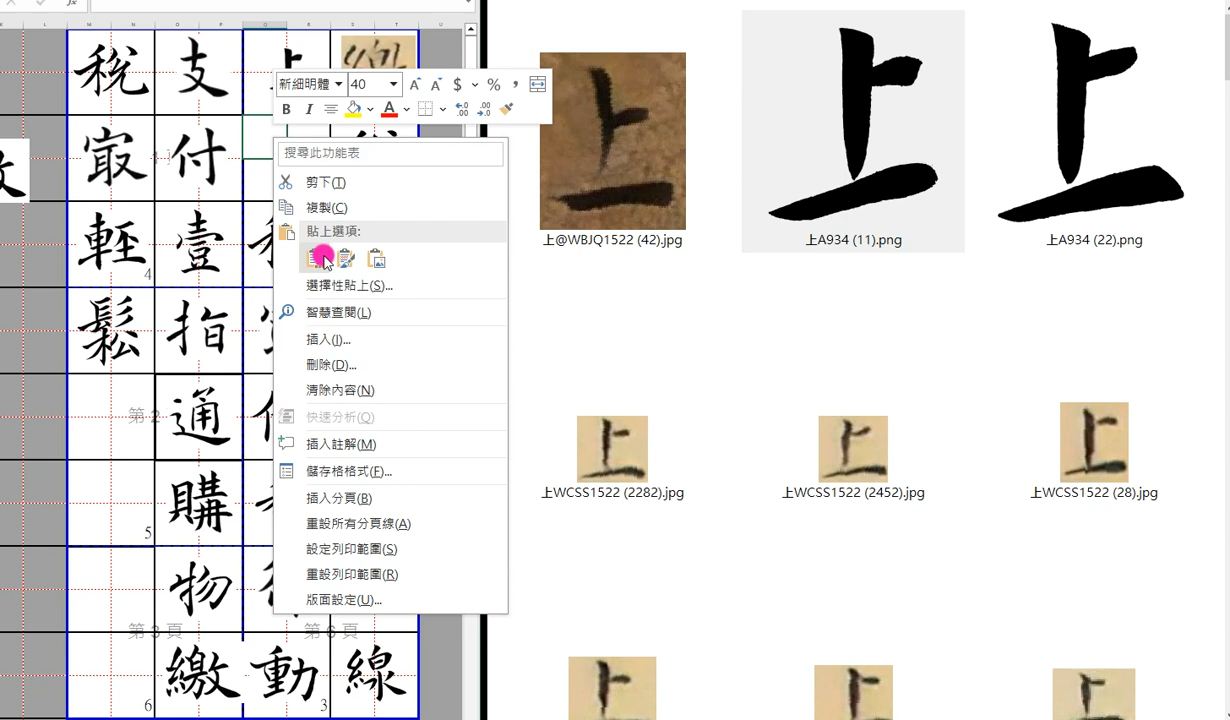 新細明體 40
$ % ,
B I A
搜尋此功能表
剪下(T)
複製(C)
貼上選項:
選擇性貼上(S)...
智慧查閱(L)
插入(I)...
刪除(D)...
清除內容(N)
快速分析(Q)
插入註解(M)
儲存格格式(F)...
插入分頁(B)
重設所有分頁線(A)
設定列印範圍(S)
重設列印範圍(R)
版面設定(U)...
稅 支 上
㝡 付
輕 壹
4
鬆 指
第 2
通
購
5
物
第 3 頁 第 6 頁
繳 動 線
6 3
上
上@WBJQ1522 (42).jpg
上
上A934 (11).png
上
上A934 (22).png
上
上WCSS1522 (2282).jpg
上
上WCSS1522 (2452).jpg
上
上WCSS1522 (28).jpg